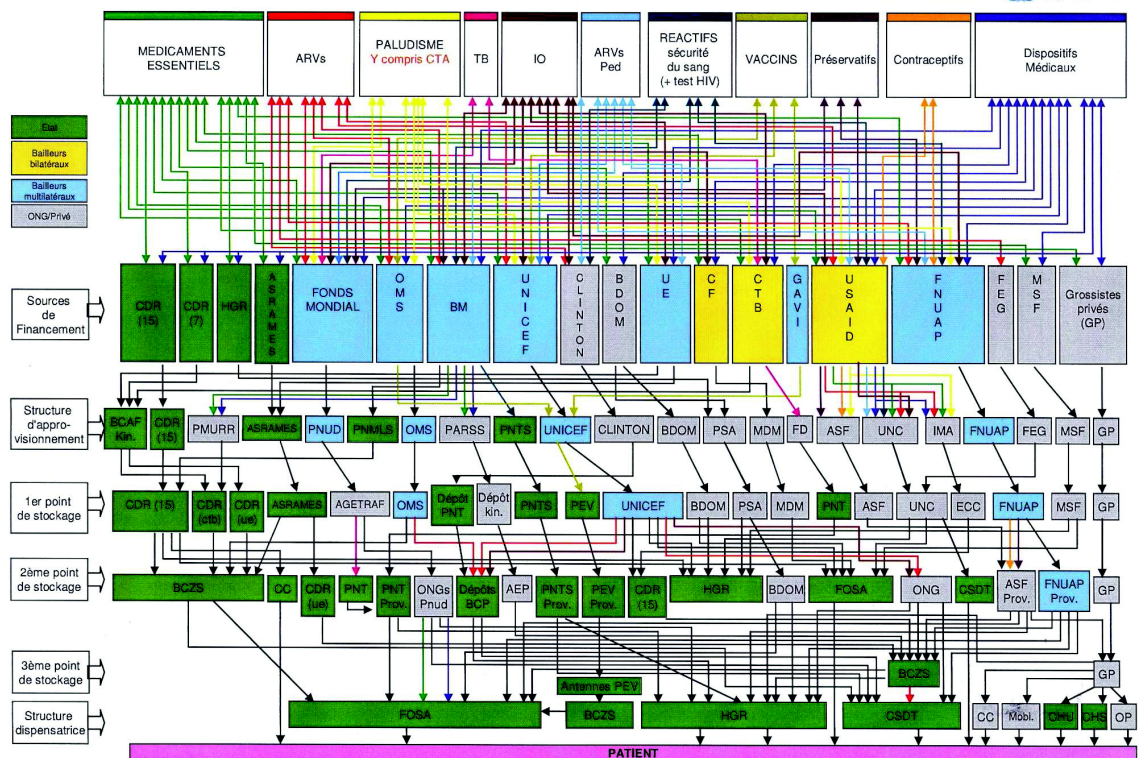 MEDICAMENTS
ESSENTIELS
ARVs
PALUDISME
Y compris CTA
TB
IO
ARVs
Ped
REACTIFS
sécurité
du sang
(+ test HIV)
VACCINS
Préservatifs
Contraceptifs
Dispositifs
Médicaux
Etat
Bailleurs
bilatéraux
Bailleurs
multilatéraux
ONG/Privé
Sources
de
Financement
CDR
(15)
CDR
(7)
HGR
ASRAMES
FONDS
MONDIAL
OMS
BM
UNICEF
CLINTON
BDOM
UE
CF
CTB
GAVI
USAID
FNUAP
FEG
MSF
Grossistes
privés
(GP)
Structure
d'appro-
visionnement
BCAF
Kin.
CDR
(15)
PMURR
ASRAMES
PNUD
PNMLS
OMS
PARSS
PNTS
UNICEF
CLINTON
BDOM
PSA
MDM
FD
ASF
UNC
IMA
FNUAP
FEG
MSF
GP
1er point
de stockage
CDR (15)
CDR
(ctb)
CDR
(ue)
ASRAMES
AGETRAF
OMS
Dépôt
PNT
Dépôt
kin.
PNTS
PEV
UNICEF
BDOM
PSA
MDM
PNT
ASF
UNC
ECC
FNUAP
MSF
GP
2ème point
de stockage
BCZS
CC
CDR
(ue)
PNT
PNT
Prov.
ONGs
Pnud
Dépôts
BCP
AEP
PNTS
Prov.
PEV
Prov.
CDR
(15)
HGR
BDOM
FOSA
ONG
CSDT
ASF
Prov.
FNUAP
Prov.
GP
3ème point
de stockage
BCZS
GP
Antennes PEV
Structure
dispensatrice
FOSA
BCZS
HGR
CSDT
CC
Mobi.
CHU
CHS
OP
PATIENT